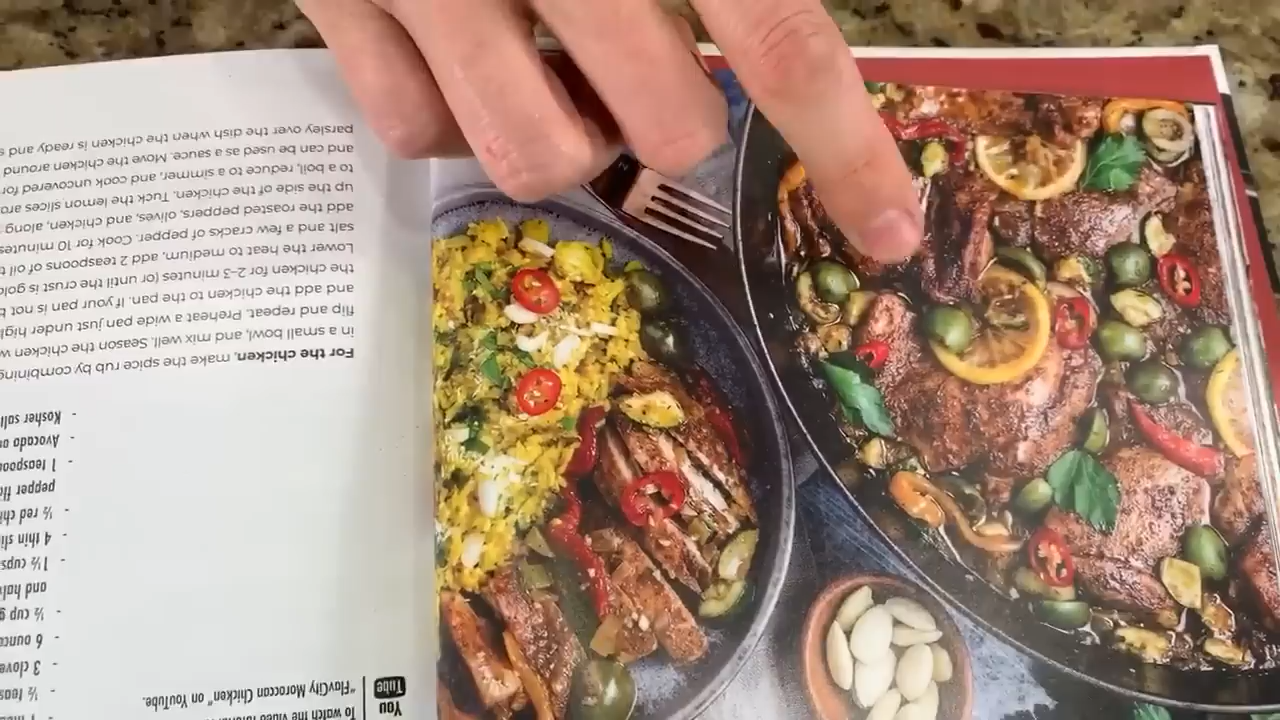 You To watch the video
Tube “FlavCity Moroccan Chicken” on YouTube.
- ½ teas
- 3 clove
- 6 ounc
- ½ cup g
and halv
- 1½ cups
- 4 thin sli
- ½ red chi
pepper fl
- 1 teaspoo
- Avocado o
- Kosher salt
For the chicken, make the spice rub by combining
in a small bowl, and mix well. Season the chicken w
flip and repeat. Preheat a wide pan just under high
and add the chicken to the pan. If your pan is not b
the chicken for 2–3 minutes or until the crust is gol
Lower the heat to medium, add 2 teaspoons of oil t
salt and a few cracks of pepper. Cook for 10 minutes
add the roasted peppers, olives, and chicken, along
up the side of the chicken. Tuck the lemon slices aro
to a boil, reduce to a simmer, and cook uncovered for
and can be used as a sauce. Move the chicken around
parsley over the dish when the chicken is ready and s